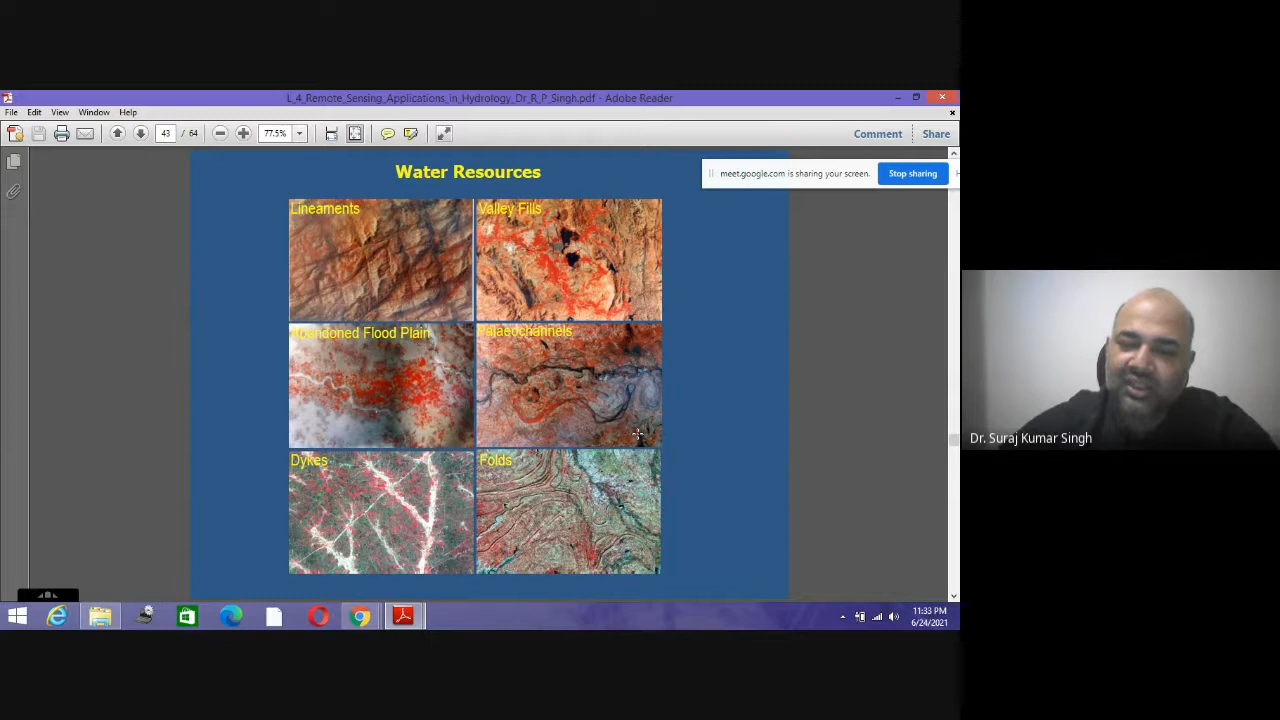 L_4_Remote_Sensing_Applications_in_Hydrology_Dr_R_P_Singh.pdf - Adobe Reader
File Edit View Window Help
43 / 64 77.5% Comment Share
Water Resources
meet.google.com is sharing your screen. Stop sharing
Lineaments Valley Fills
Abandoned Flood Plain Palaeochannels
Dr. Suraj Kumar Singh
Dykes Folds
11:33 PM
6/24/2021